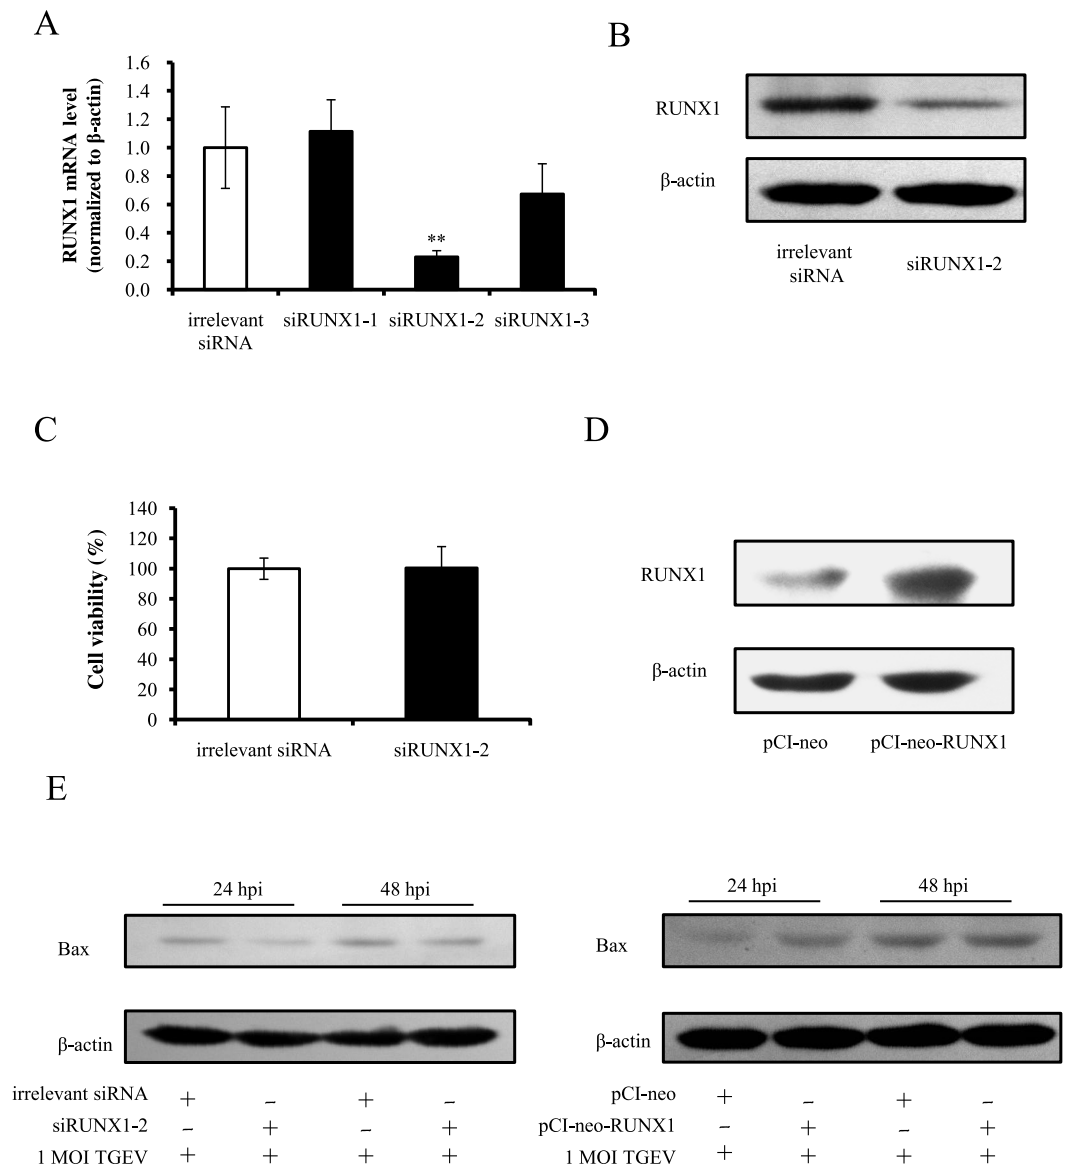 A
RUNX1 mRNA level
(normalized to β-actin)
1.6
1.4
1.2
1.0
0.8
0.6
0.4
0.2
0.0
**
irrelevant
siRNA
siRUNX1-1
siRUNX1-2
siRUNX1-3
B
RUNX1
β-actin
irrelevant
siRNA
siRUNX1-2
C
Cell viability (%)
140
120
100
80
60
40
20
0
irrelevant siRNA
siRUNX1-2
D
RUNX1
β-actin
pCI-neo
pCI-neo-RUNX1
E
24 hpi 48 hpi
Bax
β-actin
irrelevant siRNA + - + -
siRUNX1-2 - + - +
1 MOI TGEV + + + +
24 hpi 48 hpi
Bax
β-actin
pCI-neo + - + -
pCI-neo-RUNX1 - + - +
1 MOI TGEV + + + +